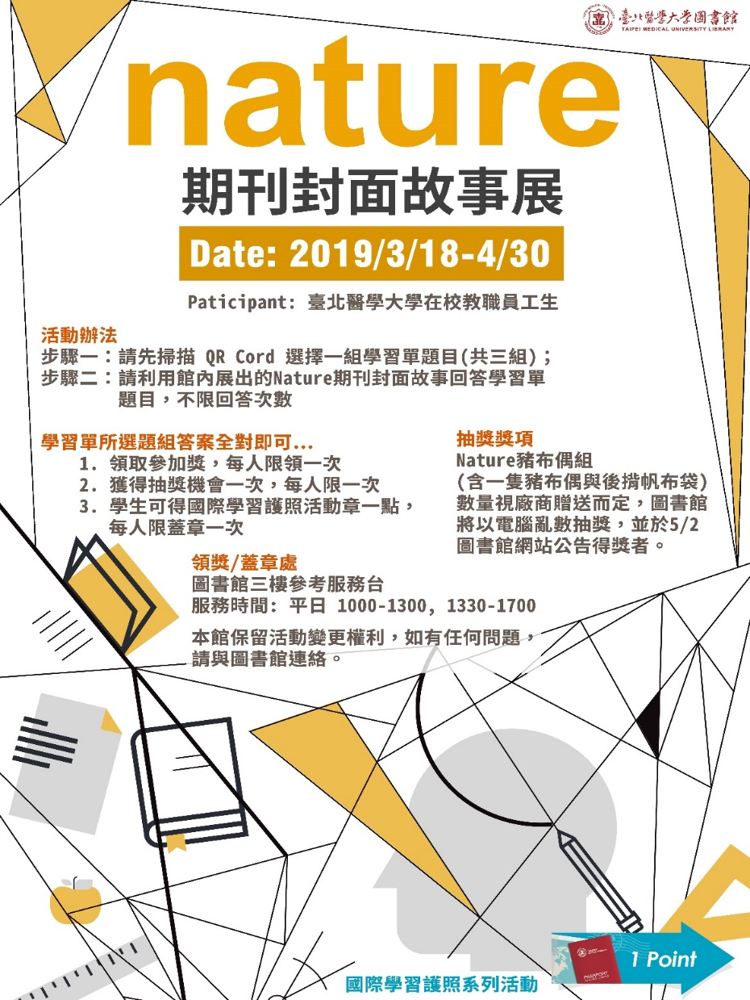 臺北醫學大學圖書館
TAIPEI MEDICAL UNIVERSITY LIBRARY
nature
期刊封面故事展
Date: 2019/3/18-4/30
Paticipant: 臺北醫學大學在校教職員工生
活動辦法
步驟一：請先掃描 QR Cord 選擇一組學習單題目(共三組)；
步驟二：請利用館內展出的Nature期刊封面故事回答學習單
題目，不限回答次數
學習單所選題組答案全對即可...
1. 領取參加獎，每人限領一次
2. 獲得抽獎機會一次，每人限一次
3. 學生可得國際學習護照活動章一點，
每人限蓋章一次
抽獎獎項
Nature豬布偶組
(含一隻豬布偶與後揹帆布袋)
數量視廠商贈送而定，圖書館
將以電腦亂數抽獎，並於5/2
圖書館網站公告得獎者。
領獎/蓋章處
圖書館三樓參考服務台
服務時間: 平日 1000-1300, 1330-1700
本館保留活動變更權利，如有任何問題，
請與圖書館連絡。
國際學習護照系列活動
PASSPORT
1 Point